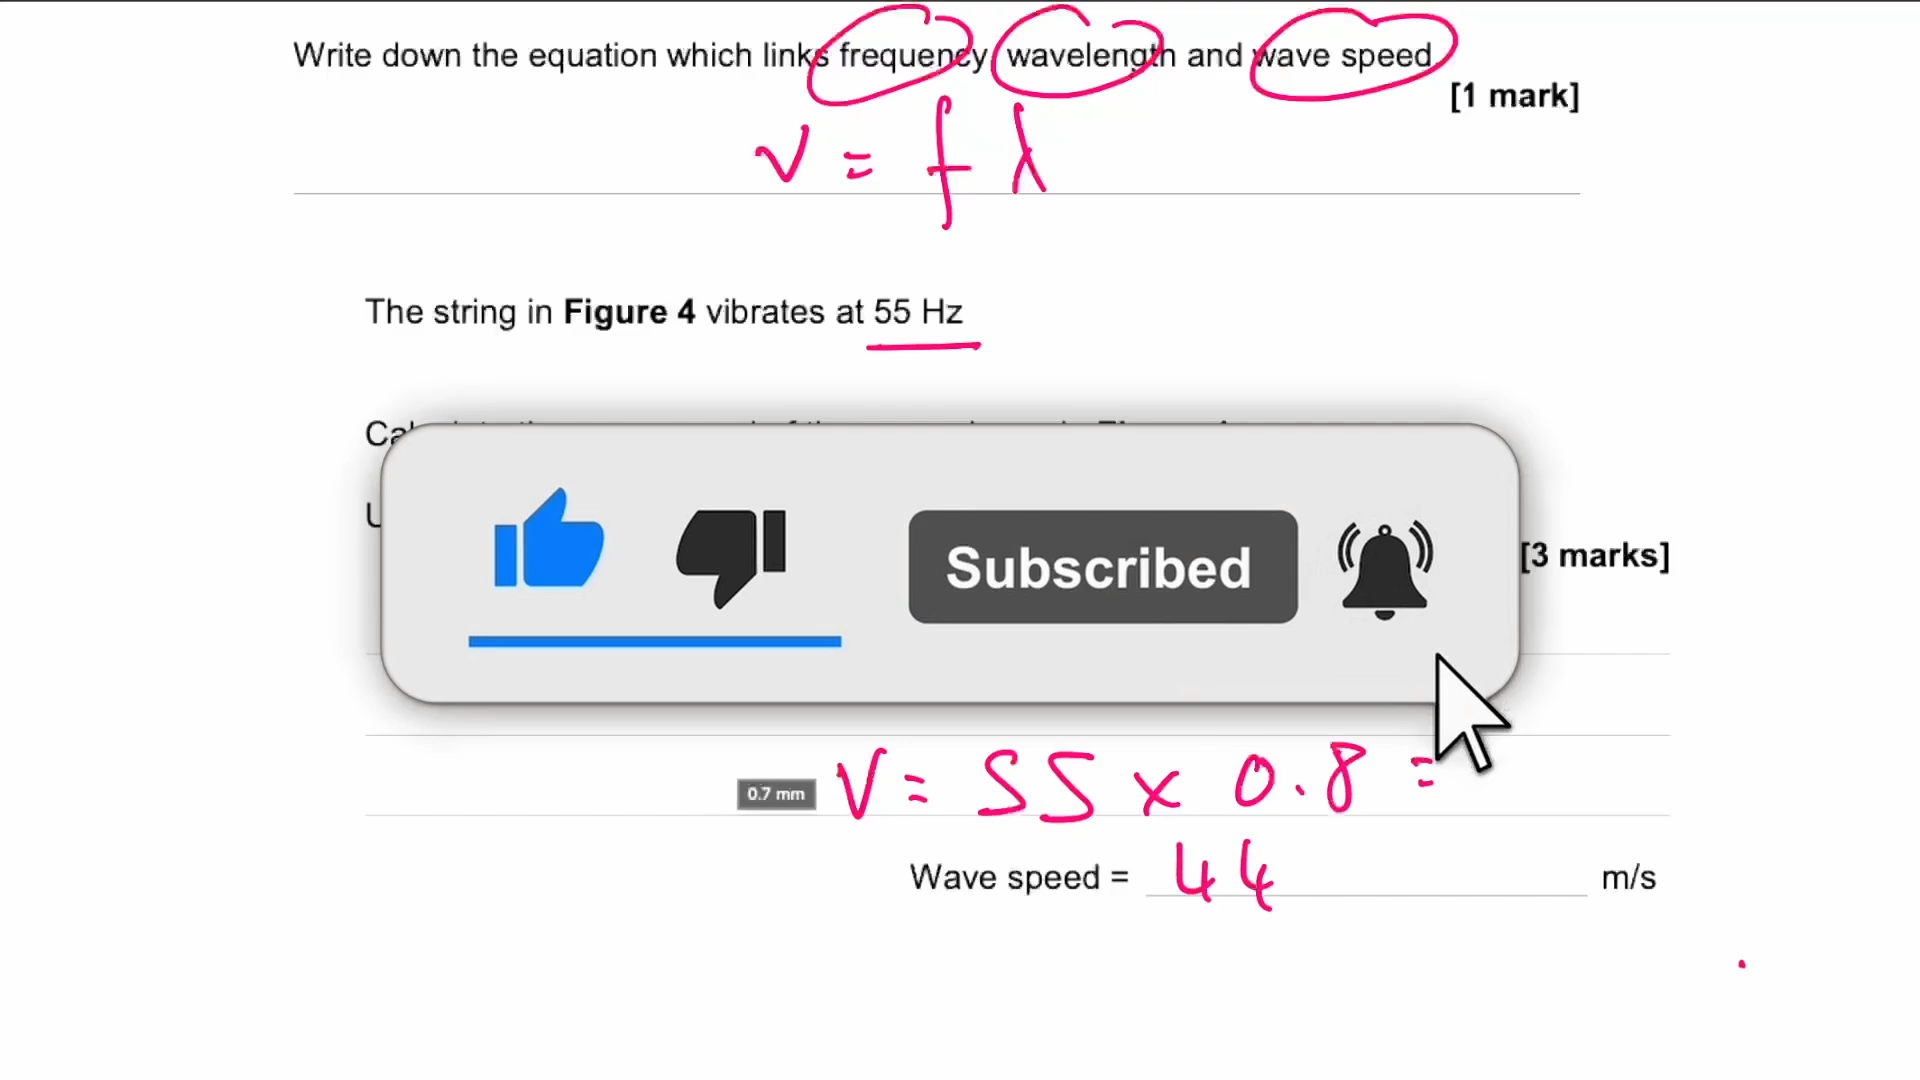 Write down the equation which links frequency, wavelength and wave speed.
[1 mark]
v = f λ
The string in Figure 4 vibrates at 55 Hz
Subscribed
[3 marks]
0.7 mm
V = 55 x 0.8 =
Wave speed = 44 m/s